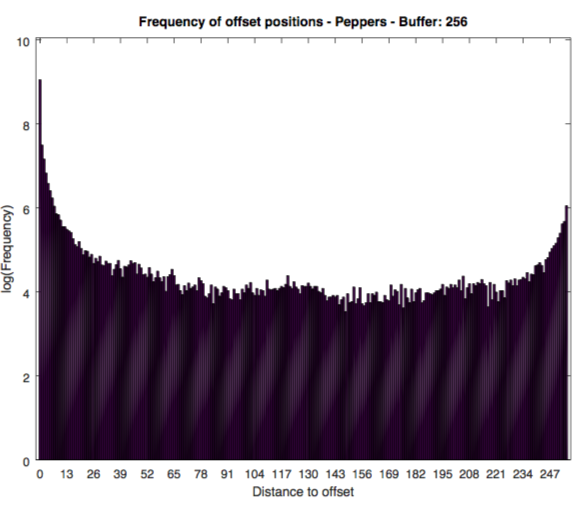 Frequency of offset positions - Peppers - Buffer: 256
10
8
6
4
2
0
log(Frequency)
0 13 26 39 52 65 78 91 104 117 130 143 156 169 182 195 208 221 234 247
Distance to offset